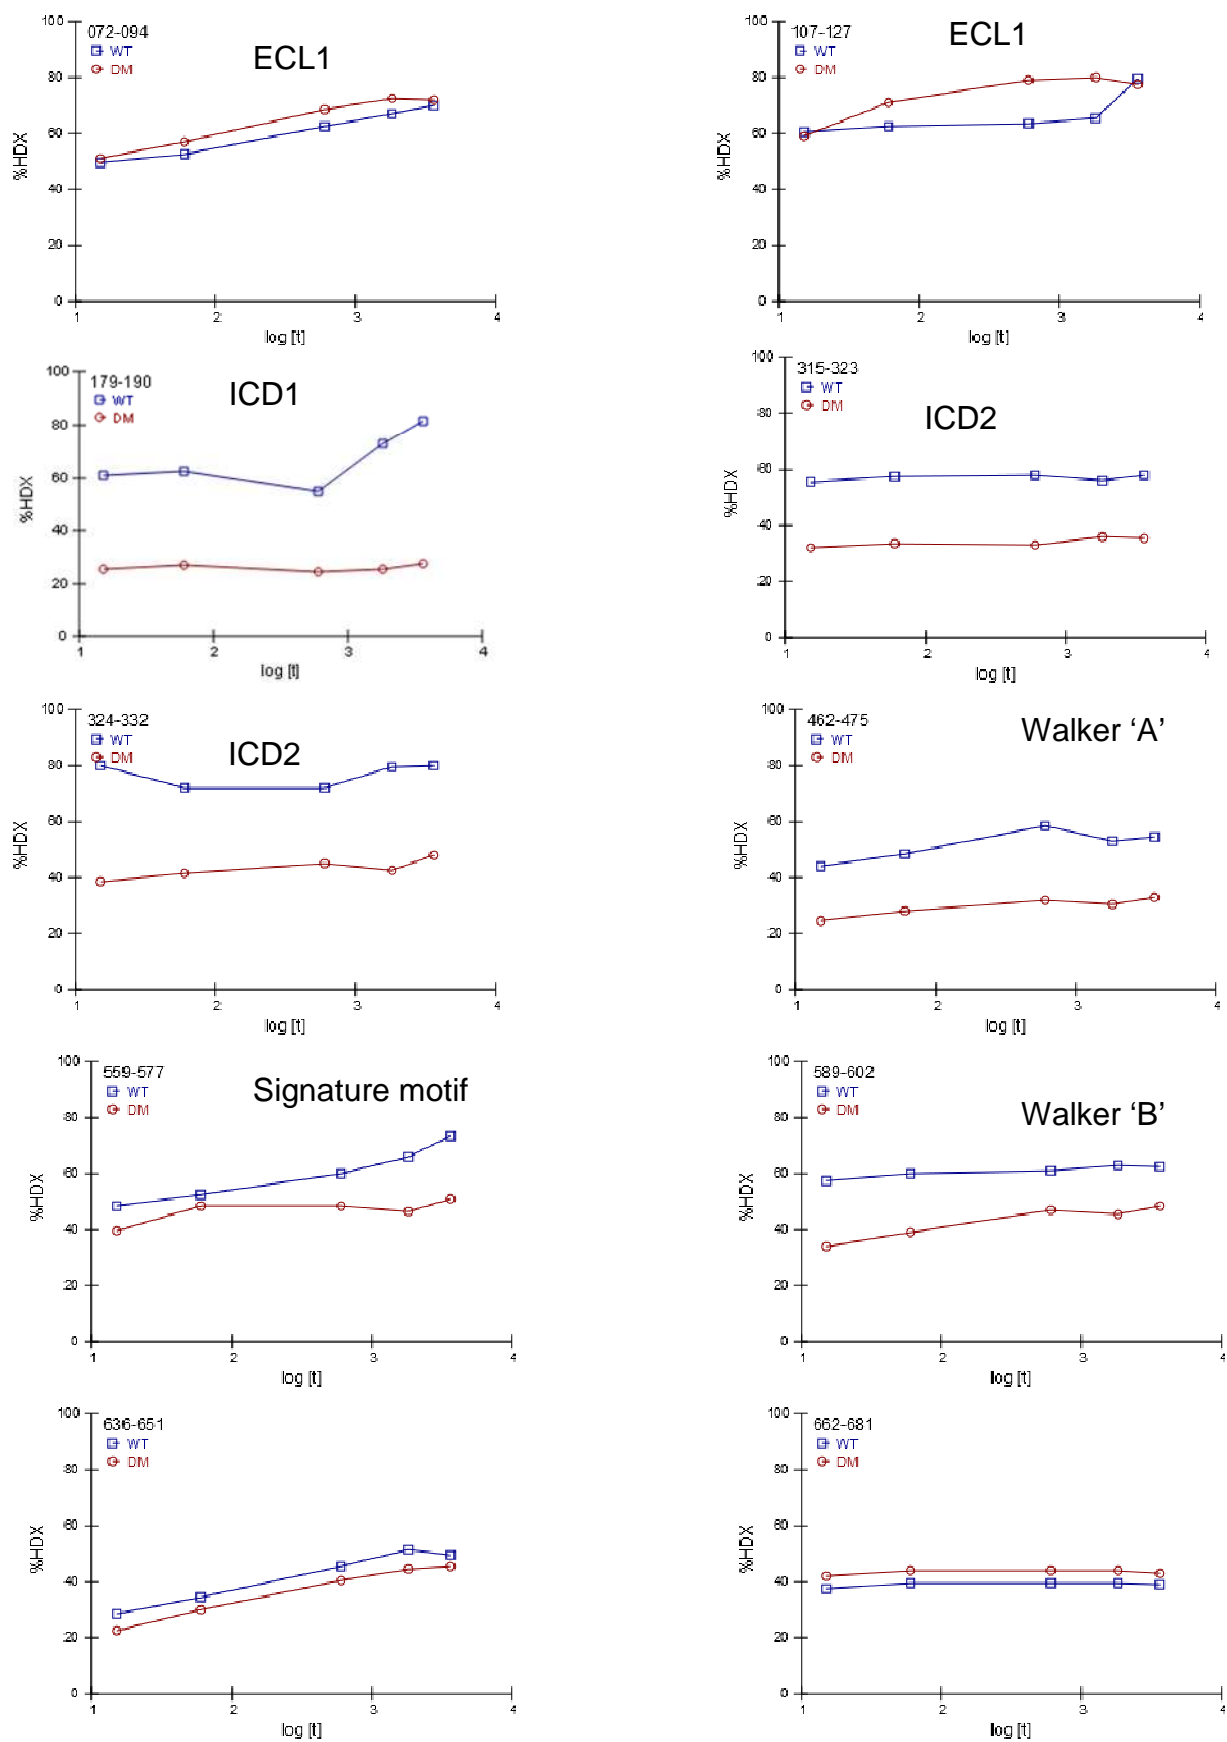 100
80
60
40
20
0
%HDX
072-094
WT
DM
ECL1
1
2
3
4
log [t]
100
80
60
40
20
0
%HDX
107-127
WT
DM
ECL1
1
2
3
4
log [t]
100
80
60
40
20
0
%HDX
179-190
WT
DM
ICD1
1
2
3
4
log [t]
100
80
60
40
20
0
%HDX
315-323
WT
DM
ICD2
1
2
3
4
log [t]
100
80
60
40
20
0
%HDX
324-332
WT
DM
ICD2
1
2
3
4
log [t]
100
80
60
40
20
0
%HDX
462-475
WT
DM
Walker ‘A’
1
2
3
4
log [t]
100
80
60
40
20
0
%HDX
559-577
WT
DM
Signature motif
1
2
3
4
log [t]
100
80
60
40
20
0
%HDX
589-602
WT
DM
Walker ‘B’
1
2
3
4
log [t]
100
80
60
40
20
0
%HDX
636-651
WT
DM
1
2
3
4
log [t]
100
80
60
40
20
0
%HDX
662-681
WT
DM
1
2
3
4
log [t]